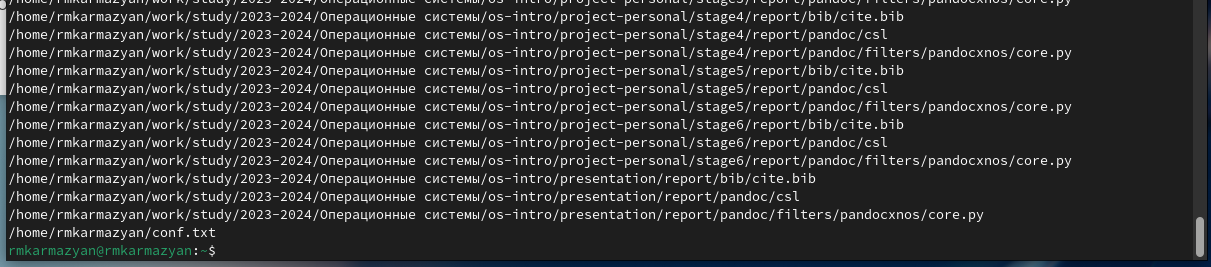 /home/rmkarmazyan/work/study/2023-2024/Операционные системы/os-intro/project-personal/stage5/report/pandoc/filters/pandocxnos/core.py
/home/rmkarmazyan/work/study/2023-2024/Операционные системы/os-intro/project-personal/stage4/report/bib/cite.bib
/home/rmkarmazyan/work/study/2023-2024/Операционные системы/os-intro/project-personal/stage4/report/pandoc/csl
/home/rmkarmazyan/work/study/2023-2024/Операционные системы/os-intro/project-personal/stage4/report/pandoc/filters/pandocxnos/core.py
/home/rmkarmazyan/work/study/2023-2024/Операционные системы/os-intro/project-personal/stage5/report/bib/cite.bib
/home/rmkarmazyan/work/study/2023-2024/Операционные системы/os-intro/project-personal/stage5/report/pandoc/csl
/home/rmkarmazyan/work/study/2023-2024/Операционные системы/os-intro/project-personal/stage5/report/pandoc/filters/pandocxnos/core.py
/home/rmkarmazyan/work/study/2023-2024/Операционные системы/os-intro/project-personal/stage6/report/bib/cite.bib
/home/rmkarmazyan/work/study/2023-2024/Операционные системы/os-intro/project-personal/stage6/report/pandoc/csl
/home/rmkarmazyan/work/study/2023-2024/Операционные системы/os-intro/project-personal/stage6/report/pandoc/filters/pandocxnos/core.py
/home/rmkarmazyan/work/study/2023-2024/Операционные системы/os-intro/presentation/report/bib/cite.bib
/home/rmkarmazyan/work/study/2023-2024/Операционные системы/os-intro/presentation/report/pandoc/csl
/home/rmkarmazyan/work/study/2023-2024/Операционные системы/os-intro/presentation/report/pandoc/filters/pandocxnos/core.py
/home/rmkarmazyan/conf.txt
rmkarmazyan@rmkarmazyan:~$